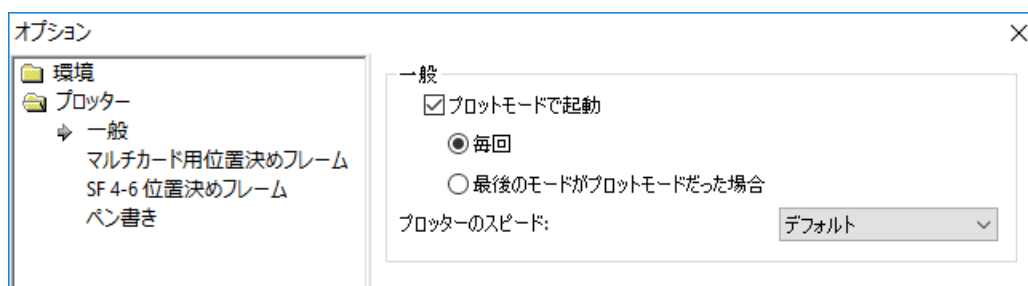 オプション
環境
プロッター
一般
マルチカード用位置決めフレーム
SF 4-6 位置決めフレーム
ペン書き
一般
プロットモードで起動
毎回
最後のモードがプロットモードだった場合
プロッターのスピード:
デフォルト